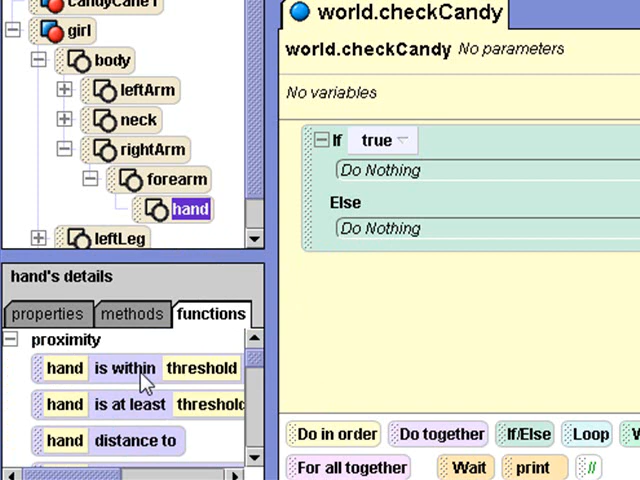 candyCane1
girl
body
leftArm
neck
rightArm
forearm
hand
leftLeg
hand's details
properties methods functions
proximity
hand is within threshold
hand is at least threshold
hand distance to
world.checkCandy
world.checkCandy No parameters
No variables
If true
Do Nothing
Else
Do Nothing
Do in order Do together If/Else Loop W
For all together Wait print //